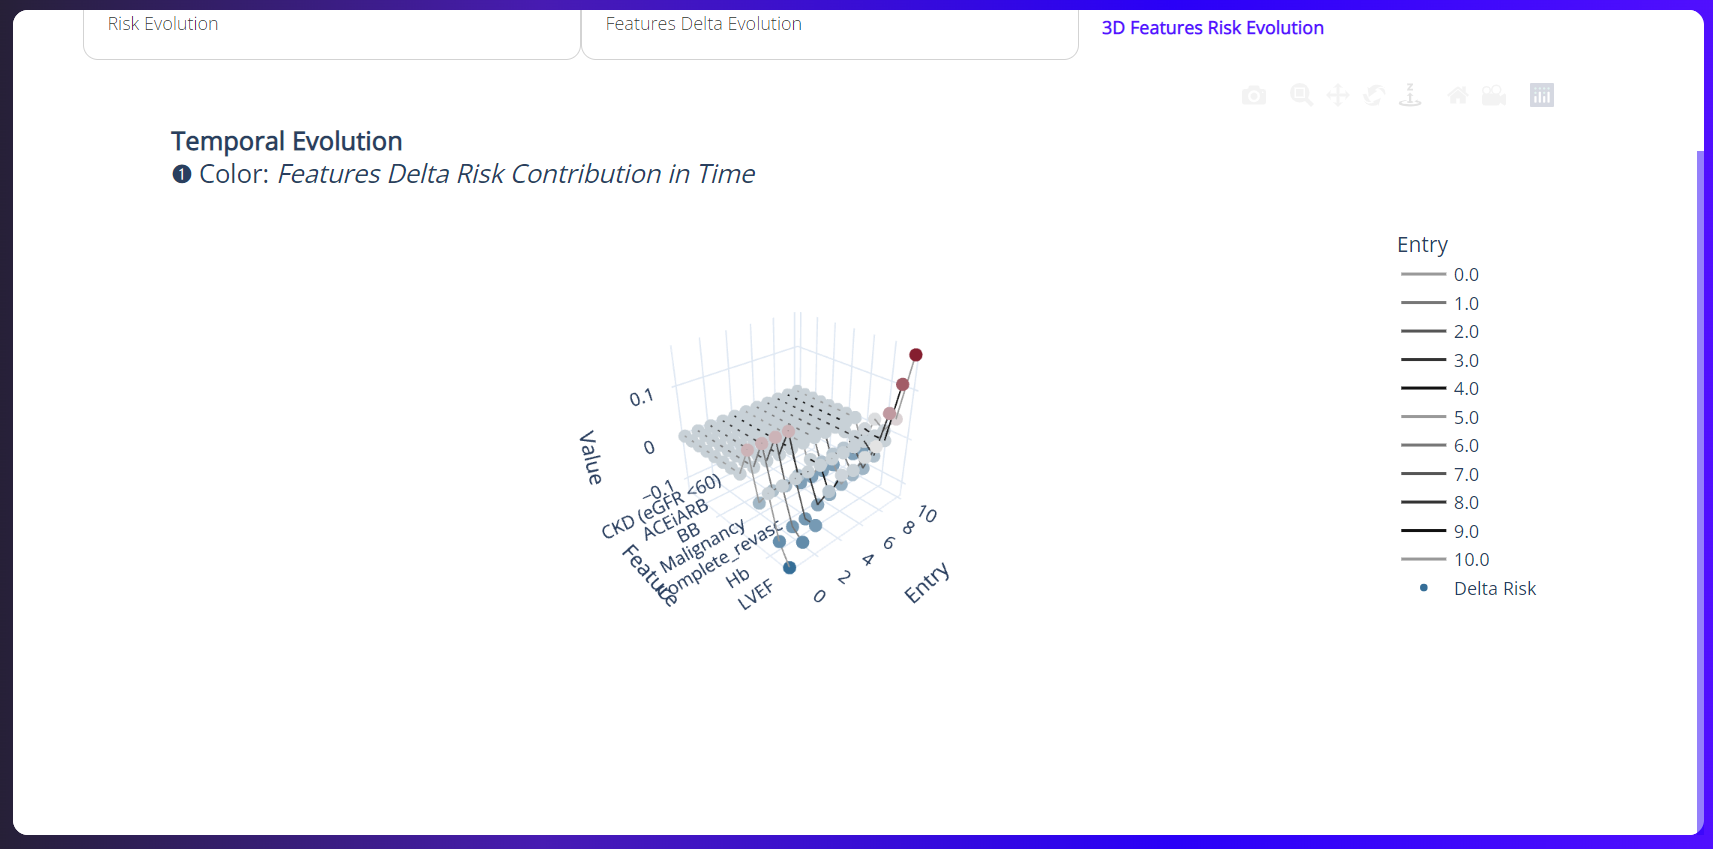 Risk Evolution
Features Delta Evolution
3D Features Risk Evolution
Temporal Evolution
❶ Color: Features Delta Risk Contribution in Time
Entry
0.0
1.0
2.0
3.0
4.0
5.0
6.0
7.0
8.0
9.0
10.0
Delta Risk
0.1
0
−0.1
Value
CKD (eGFR <60)
ACEiARB
BB
Malignancy
complete_revasc
Hb
LVEF
Feature
0
2
4
6
8
10
Entry